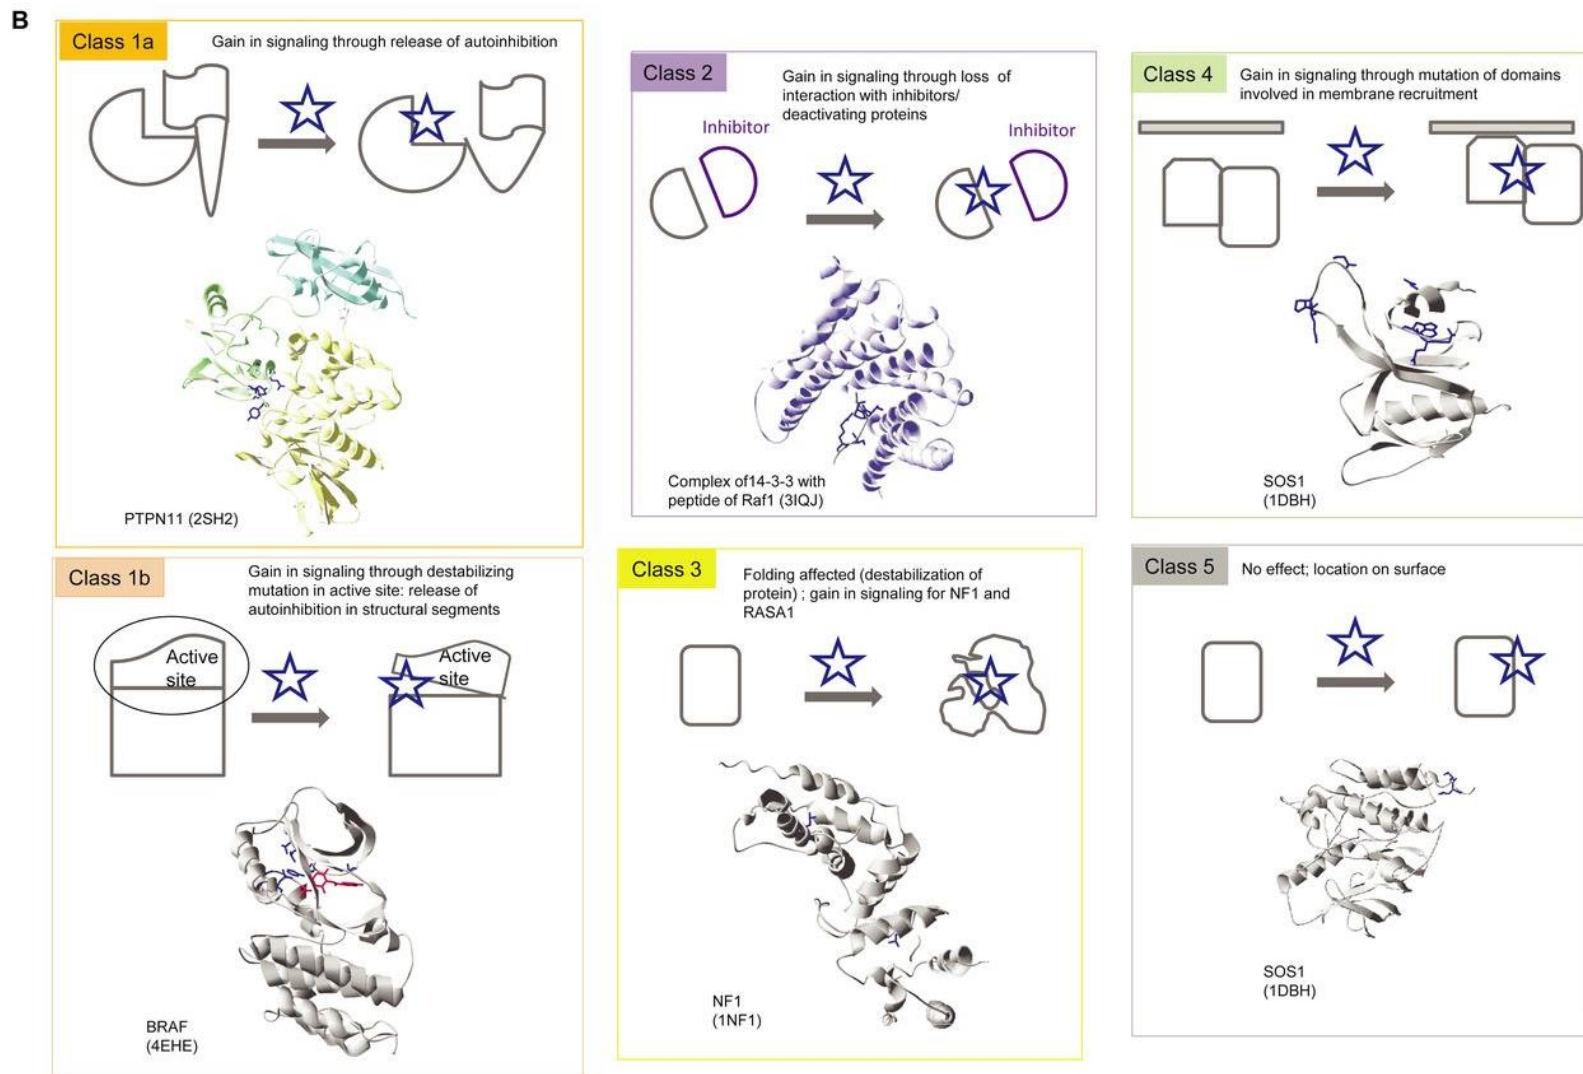 B
Class 1a
Gain in signaling through release of autoinhibition
PTPN11 (2SH2)
Class 2
Gain in signaling through loss of
interaction with inhibitors/
deactivating proteins
Inhibitor
Inhibitor
Complex of14-3-3 with
peptide of Raf1 (3IQJ)
Class 4
Gain in signaling through mutation of domains
involved in membrane recruitment
SOS1
(1DBH)
Class 1b
Gain in signaling through destabilizing
mutation in active site: release of
autoinhibition in structural segments
Active
site
Active
site
BRAF
(4EHE)
Class 3
Folding affected (destabilization of
protein) ; gain in signaling for NF1 and
RASA1
NF1
(1NF1)
Class 5
No effect; location on surface
SOS1
(1DBH)